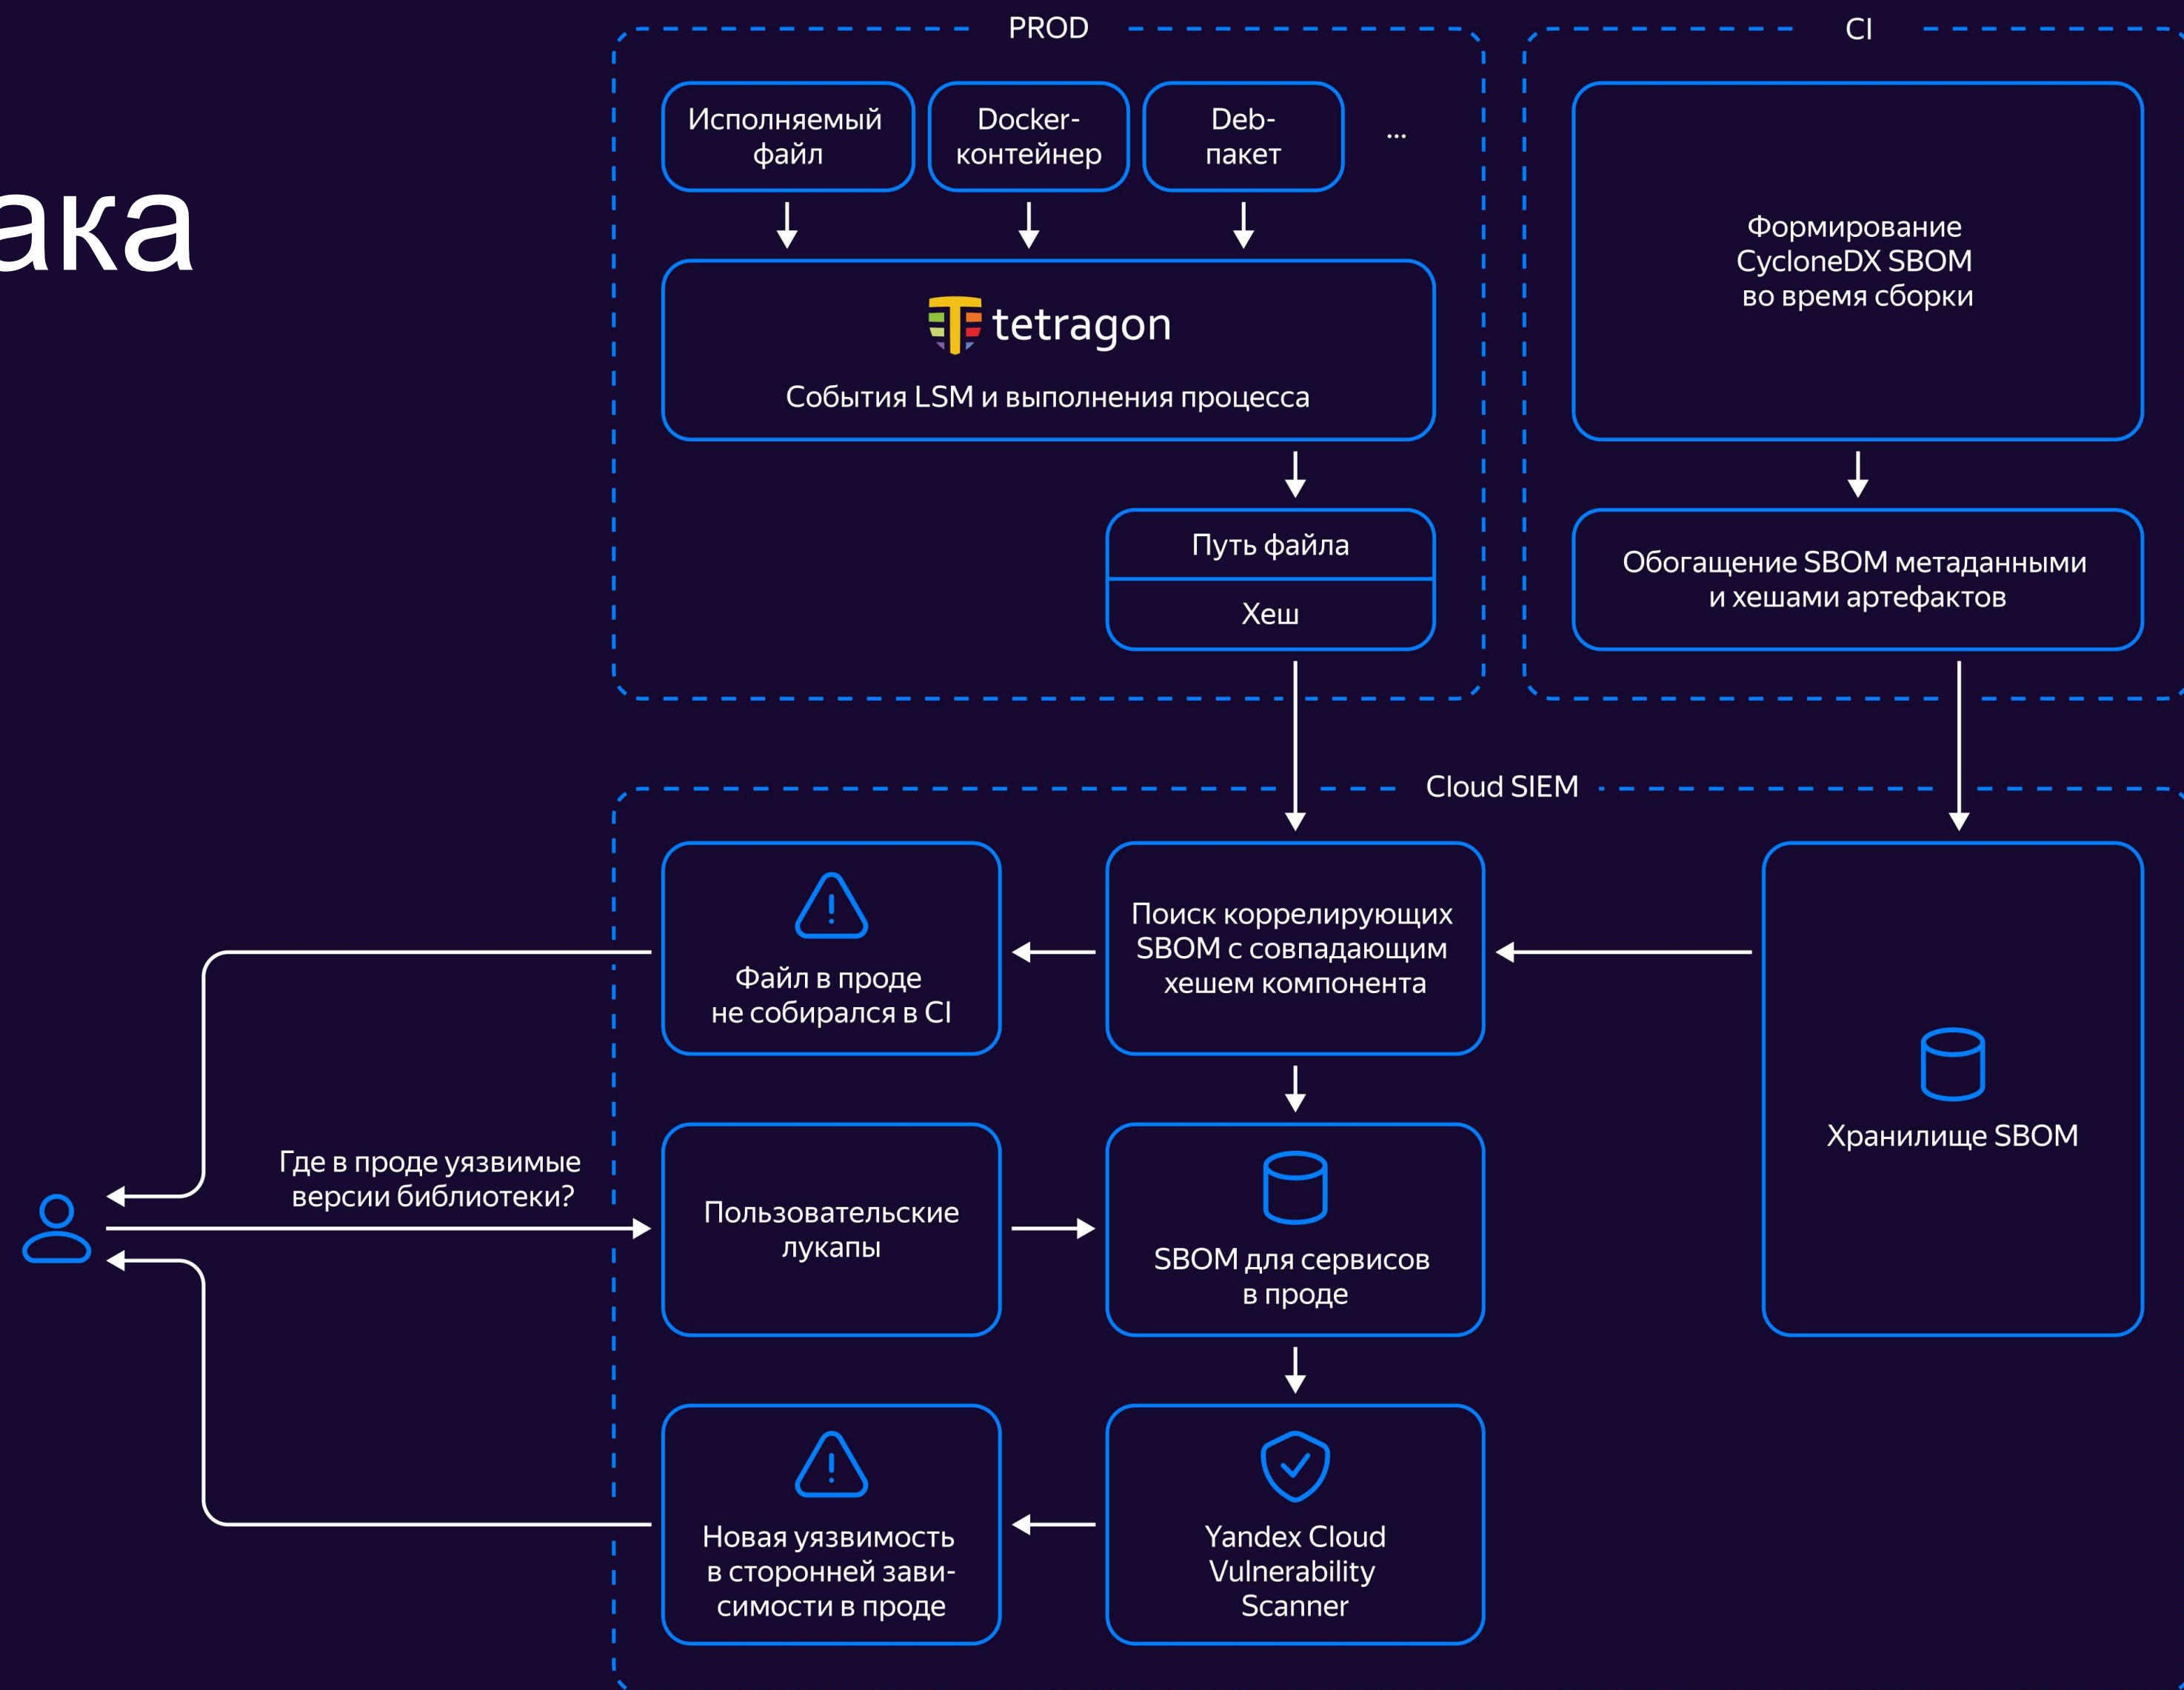 ака
PROD
Исполняемый
файл
Docker-
контейнер
Deb-
пакет
...
tetragon
События LSM и выполнения процесса
Путь файла
Хеш
CI
Формирование
CycloneDX SBOM
во время сборки
Обогащение SBOM метаданными
и хешами артефактов
Cloud SIEM
Файл в проде
не собирался в CI
Поиск коррелирующих
SBOM с совпадающим
хешем компонента
Хранилище SBOM
Где в проде уязвимые
версии библиотеки?
Пользовательские
лукапы
SBOM для сервисов
в проде
Новая уязвимость
в сторонней зави-
симости в проде
Yandex Cloud
Vulnerability
Scanner